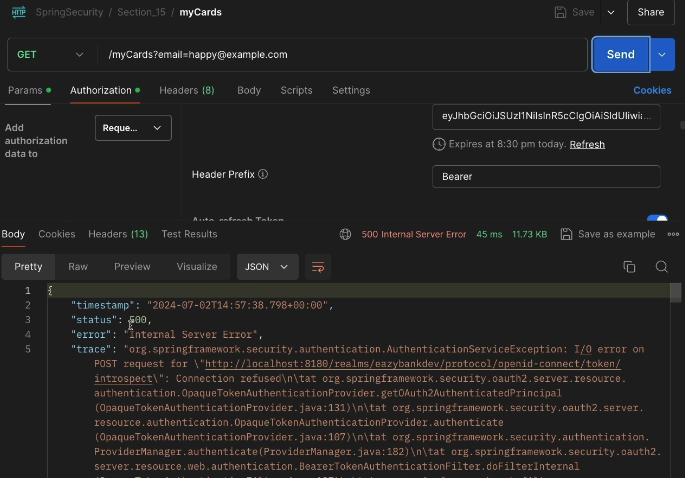 HTTP SpringSecurity / Section_15 / myCards Save Share
GET /myCards?email=happy@example.com Send
Params Authorization Headers (8) Body Scripts Settings Cookies
Add
authorization
data to
Reque...
eyJhbGciOiJSUzI1NiIsInR5cCIgOiAiSldUIiwi...
Expires at 8:30 pm today. Refresh
Header Prefix Bearer
Auto-refresh Token
Body Cookies Headers (13) Test Results 500 Internal Server Error 45 ms 11.73 KB Save as example
Pretty Raw Preview Visualize JSON
1 {
2 "timestamp": "2024-07-02T14:57:38.798+00:00",
3 "status": 500,
4 "error": "Internal Server Error",
5 "trace": "org.springframework.security.authentication.AuthenticationServiceException: I/O error on
POST request for \"http://localhost:8180/realms/eazybankdev/protocol/openid-connect/token/
introspect\": Connection refused\n\tat org.springframework.security.oauth2.server.resource.
authentication.OpaqueTokenAuthenticationProvider.getOAuth2AuthenticatedPrincipal
(OpaqueTokenAuthenticationProvider.java:131)\n\tat org.springframework.security.oauth2.server.
resource.authentication.OpaqueTokenAuthenticationProvider.authenticate
(OpaqueTokenAuthenticationProvider.java:107)\n\tat org.springframework.security.authentication.
ProviderManager.authenticate(ProviderManager.java:182)\n\tat org.springframework.security.oauth2.
server.resource.web.authentication.BearerTokenAuthenticationFilter.doFilterInternal